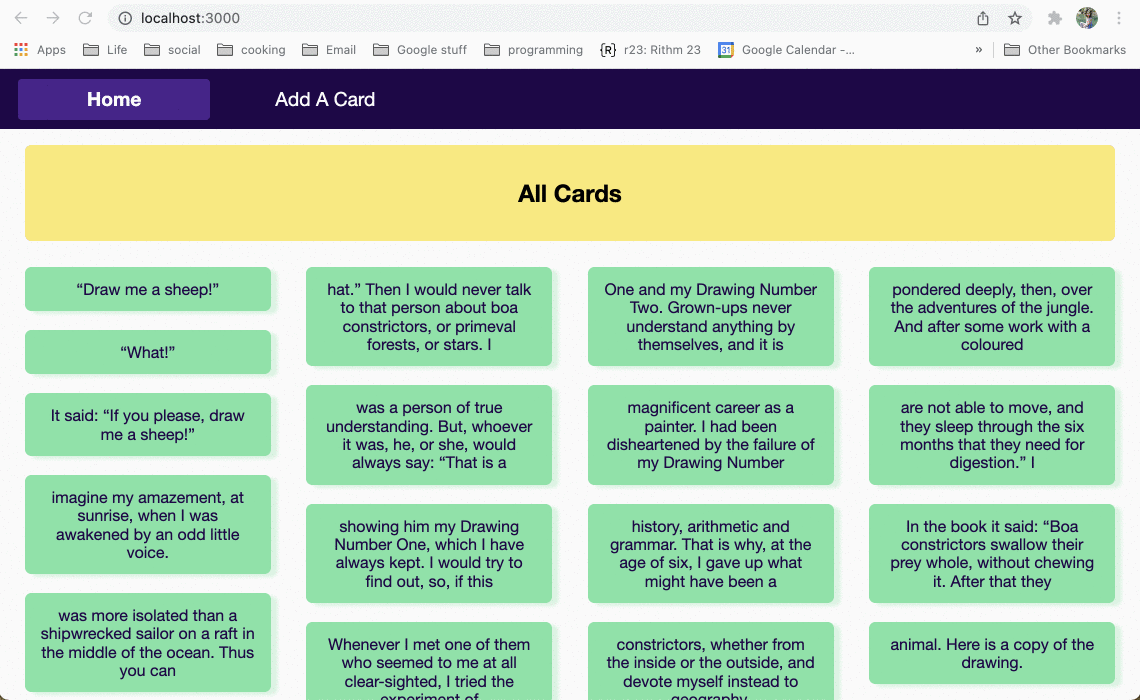 localhost:3000
Apps
Life
social
cooking
Email
Google stuff
programming
{R} r23: Rithm 23
31 Google Calendar -...
»
Other Bookmarks
Home
Add A Card
All Cards
“Draw me a sheep!”
“What!”
It said: “If you please, draw
me a sheep!”
imagine my amazement, at
sunrise, when I was
awakened by an odd little
voice.
was more isolated than a
shipwrecked sailor on a raft in
the middle of the ocean. Thus
you can
hat.” Then I would never talk
to that person about boa
constrictors, or primeval
forests, or stars. I
was a person of true
understanding. But, whoever
it was, he, or she, would
always say: “That is a
showing him my Drawing
Number One, which I have
always kept. I would try to
find out, so, if this
Whenever I met one of them
who seemed to me at all
clear-sighted, I tried the
experiment of
One and my Drawing Number
Two. Grown-ups never
understand anything by
themselves, and it is
magnificent career as a
painter. I had been
disheartened by the failure of
my Drawing Number
history, arithmetic and
grammar. That is why, at the
age of six, I gave up what
might have been a
constrictors, whether from
the inside or the outside, and
devote myself instead to
geography
pondered deeply, then, over
the adventures of the jungle.
And after some work with a
coloured
are not able to move, and
they sleep through the six
months that they need for
digestion.” I
In the book it said: “Boa
constrictors swallow their
prey whole, without chewing
it. After that they
animal. Here is a copy of the
drawing.